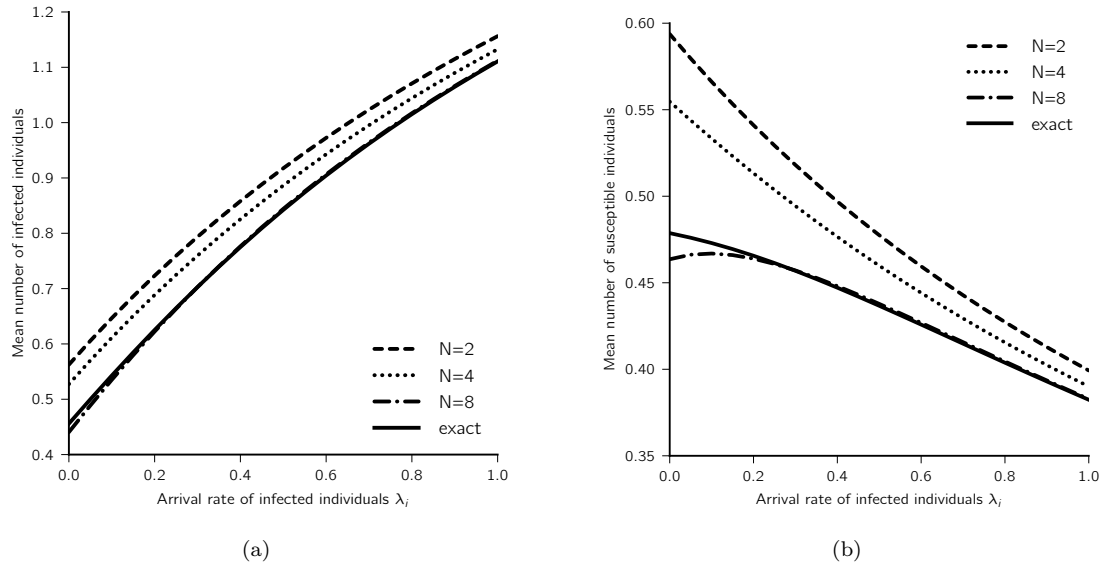 1.2
1.1
1.0
0.9
0.8
0.7
0.6
0.5
0.4
Mean number of infected individuals
N=2
N=4
N=8
exact
0.0 0.2 0.4 0.6 0.8 1.0
Arrival rate of infected individuals λi
(a)
0.60
0.55
0.50
0.45
0.40
0.35
Mean number of susceptible individuals
N=2
N=4
N=8
exact
0.0 0.2 0.4 0.6 0.8 1.0
Arrival rate of infected individuals λi
(b)